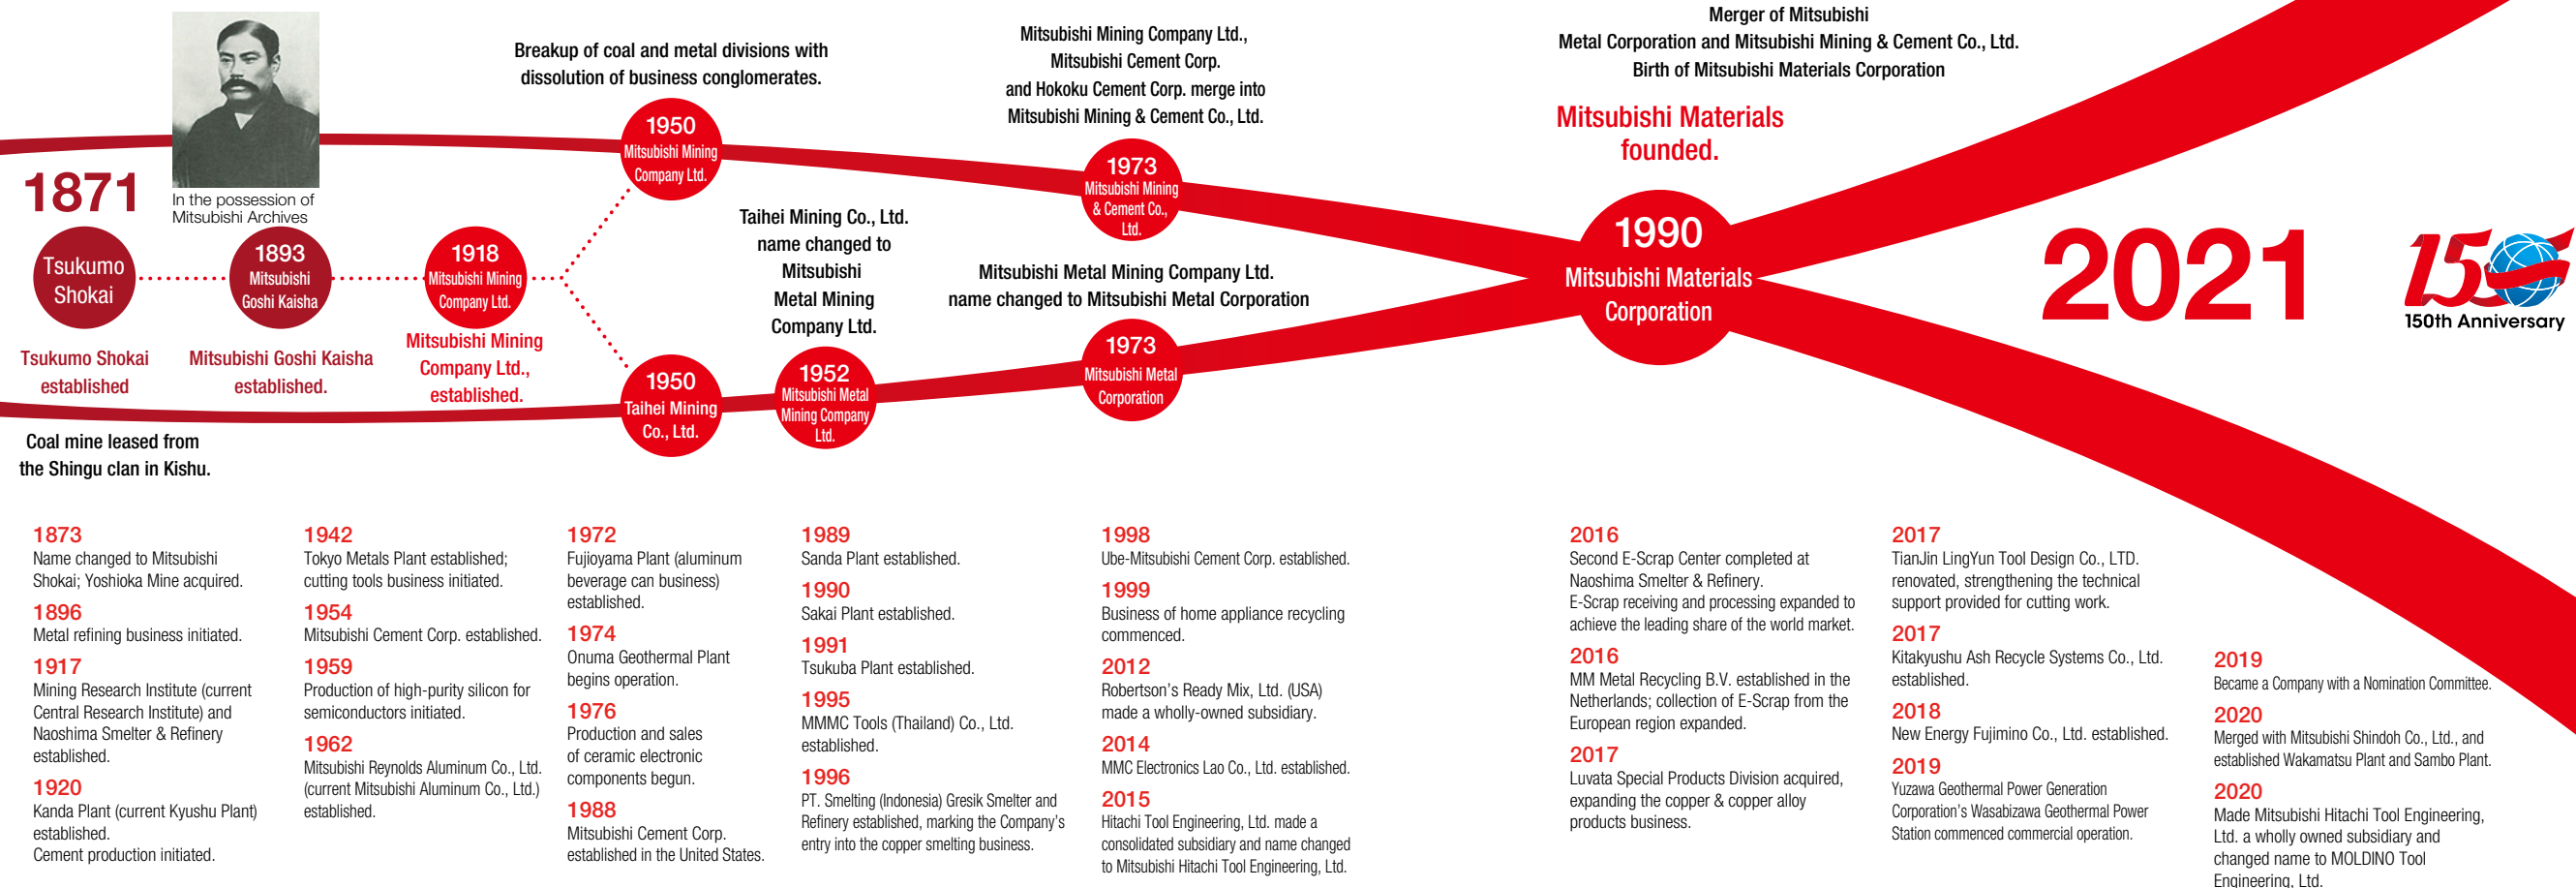 1871
In the possession of
Mitsubishi Archives
Tsukumo
Shokai
Tsukumo Shokai
established
Coal mine leased from
the Shingu clan in Kishu.
1893
Mitsubishi
Goshi Kaisha
Mitsubishi Goshi Kaisha
established.
1918
Mitsubishi Mining
Company Ltd.
Mitsubishi Mining
Company Ltd.,
established.
Breakup of coal and metal divisions with
dissolution of business conglomerates.
1950
Mitsubishi Mining
Company Ltd.
1950
Taihei Mining
Co., Ltd.
Taihei Mining Co., Ltd.
name changed to
Mitsubishi
Metal Mining
Company Ltd.
1952
Mitsubishi Metal
Mining Company
Ltd.
Mitsubishi Mining Company Ltd.,
Mitsubishi Cement Corp.
and Hokoku Cement Corp. merge into
Mitsubishi Mining & Cement Co., Ltd.
1973
Mitsubishi Mining
& Cement Co.,
Ltd.
Mitsubishi Metal Mining Company Ltd.
name changed to Mitsubishi Metal Corporation
1973
Mitsubishi Metal
Corporation
Merger of Mitsubishi
Metal Corporation and Mitsubishi Mining & Cement Co., Ltd.
Birth of Mitsubishi Materials Corporation
Mitsubishi Materials
founded.
1990
Mitsubishi Materials
Corporation
2021
150
150th Anniversary
1873
Name changed to Mitsubishi
Shokai; Yoshioka Mine acquired.
1896
Metal refining business initiated.
1917
Mining Research Institute (current
Central Research Institute) and
Naoshima Smelter & Refinery
established.
1920
Kanda Plant (current Kyushu Plant)
established.
Cement production initiated.
1942
Tokyo Metals Plant established;
cutting tools business initiated.
1954
Mitsubishi Cement Corp. established.
1959
Production of high-purity silicon for
semiconductors initiated.
1962
Mitsubishi Reynolds Aluminum Co., Ltd.
(current Mitsubishi Aluminum Co., Ltd.)
established.
1972
Fujioyama Plant (aluminum
beverage can business)
established.
1974
Onuma Geothermal Plant
begins operation.
1976
Production and sales
of ceramic electronic
components begun.
1988
Mitsubishi Cement Corp.
established in the United States.
1989
Sanda Plant established.
1990
Sakai Plant established.
1991
Tsukuba Plant established.
1995
MMMC Tools (Thailand) Co., Ltd.
established.
1996
PT. Smelting (Indonesia) Gresik Smelter and
Refinery established, marking the Company's
entry into the copper smelting business.
1998
Ube-Mitsubishi Cement Corp. established.
1999
Business of home appliance recycling
commenced.
2012
Robertson's Ready Mix, Ltd. (USA)
made a wholly-owned subsidiary.
2014
MMC Electronics Lao Co., Ltd. established.
2015
Hitachi Tool Engineering, Ltd. made a
consolidated subsidiary and name changed
to Mitsubishi Hitachi Tool Engineering, Ltd.
2016
Second E-Scrap Center completed at
Naoshima Smelter & Refinery.
E-Scrap receiving and processing expanded to
achieve the leading share of the world market.
2016
MM Metal Recycling B.V. established in the
Netherlands; collection of E-Scrap from the
European region expanded.
2017
Luvata Special Products Division acquired,
expanding the copper & copper alloy
products business.
2017
TianJin LingYun Tool Design Co., LTD.
renovated, strengthening the technical
support provided for cutting work.
2017
Kitakyushu Ash Recycle Systems Co., Ltd.
established.
2018
New Energy Fujimino Co., Ltd. established.
2019
Yuzawa Geothermal Power Generation
Corporation's Wasabizawa Geothermal Power
Station commenced commercial operation.
2019
Became a Company with a Nomination Committee.
2020
Merged with Mitsubishi Shindoh Co., Ltd., and
established Wakamatsu Plant and Sambo Plant.
2020
Made Mitsubishi Hitachi Tool Engineering,
Ltd. a wholly owned subsidiary and
changed name to MOLDINO Tool
Engineering, Ltd.